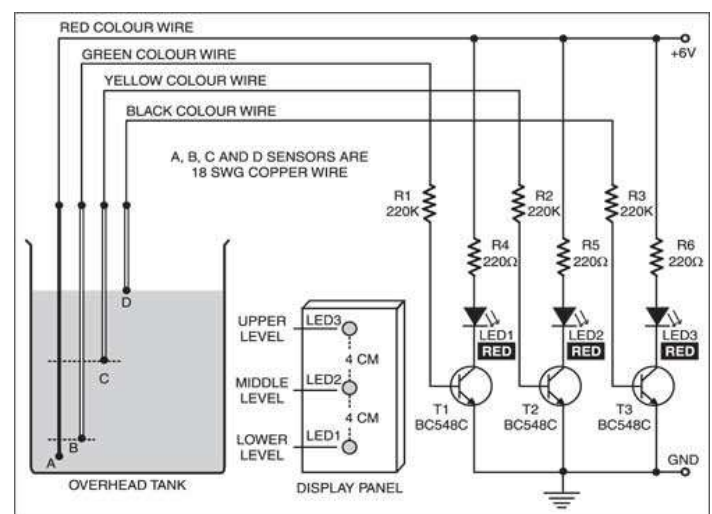 RED COLOUR WIRE
+6V
GREEN COLOUR WIRE
YELLOW COLOUR WIRE
BLACK COLOUR WIRE
A, B, C AND D SENSORS ARE
18 SWG COPPER WIRE
R1
220K
R2
220K
R3
220K
R4
220Ω
R5
220Ω
R6
220Ω
D
C
B
A
OVERHEAD TANK
UPPER
LEVEL
LED3
4 CM
MIDDLE
LEVEL
LED2
4 CM
LOWER
LEVEL
LED1
DISPLAY PANEL
LED1
RED
LED2
RED
LED3
RED
T1
BC548C
T2
BC548C
T3
BC548C
GND